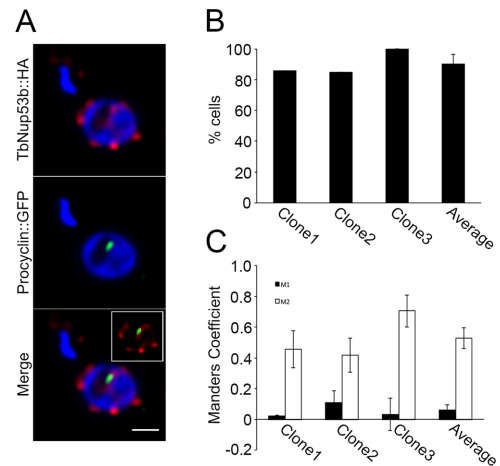 A
TbNup53b::HA
Procyclin::GFP
Merge
B
% cells
100
80
60
40
20
0
Clone1
Clone2
Clone3
Average
C
Manders Coefficient
1.0
0.8
0.6
0.4
0.2
0
-0.2
M1
M2
Clone1
Clone2
Clone3
Average